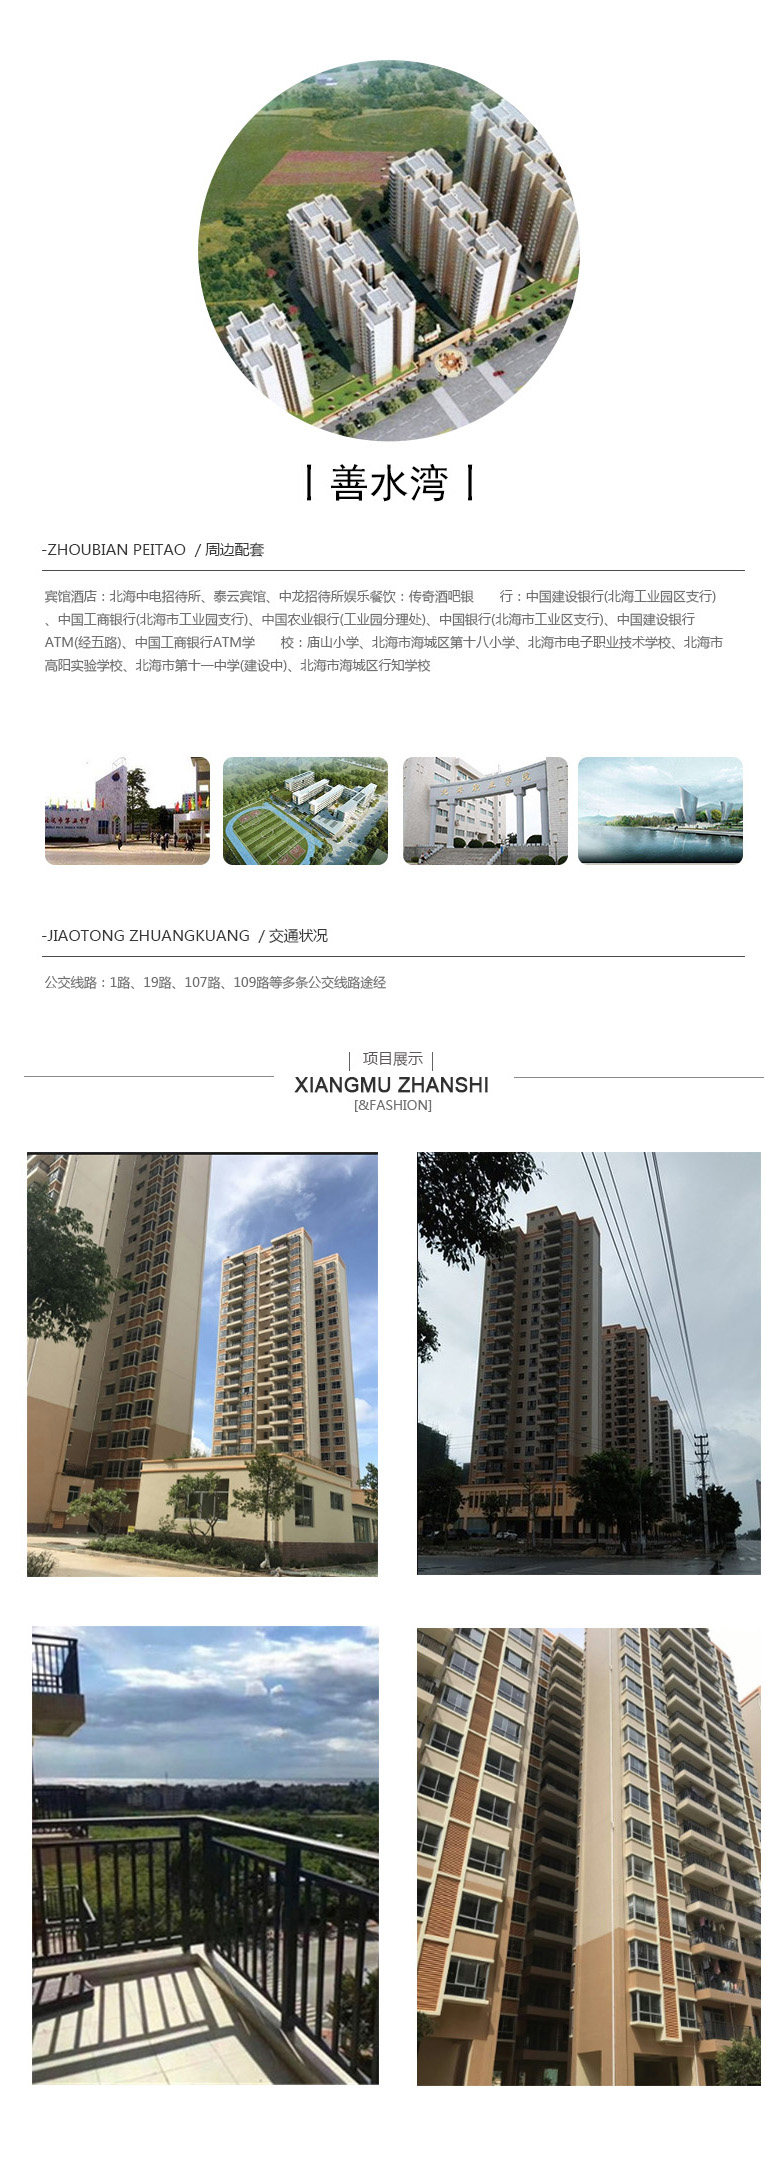 丨善水湾丨
-ZHOUBIAN PEITAO / 周边配套
宾馆酒店：北海中电招待所、泰云宾馆、中龙招待所娱乐餐饮：传奇酒吧银　　行：中国建设银行(北海工业园区支行)
、中国工商银行(北海市工业园支行)、中国农业银行(工业园分理处)、中国银行(北海市工业区支行)、中国建设银行
ATM(经五路)、中国工商银行ATM学　　校：庙山小学、北海市海城区第十八小学、北海市电子职业技术学校、北海市
高阳实验学校、北海市第十一中学(建设中)、北海市海城区行知学校
-JIAOTONG ZHUANGKUANG / 交通状况
公交线路：1路、19路、107路、109路等多条公交线路途经
| 项目展示 |
XIANGMU ZHANSHI
[&FASHION]